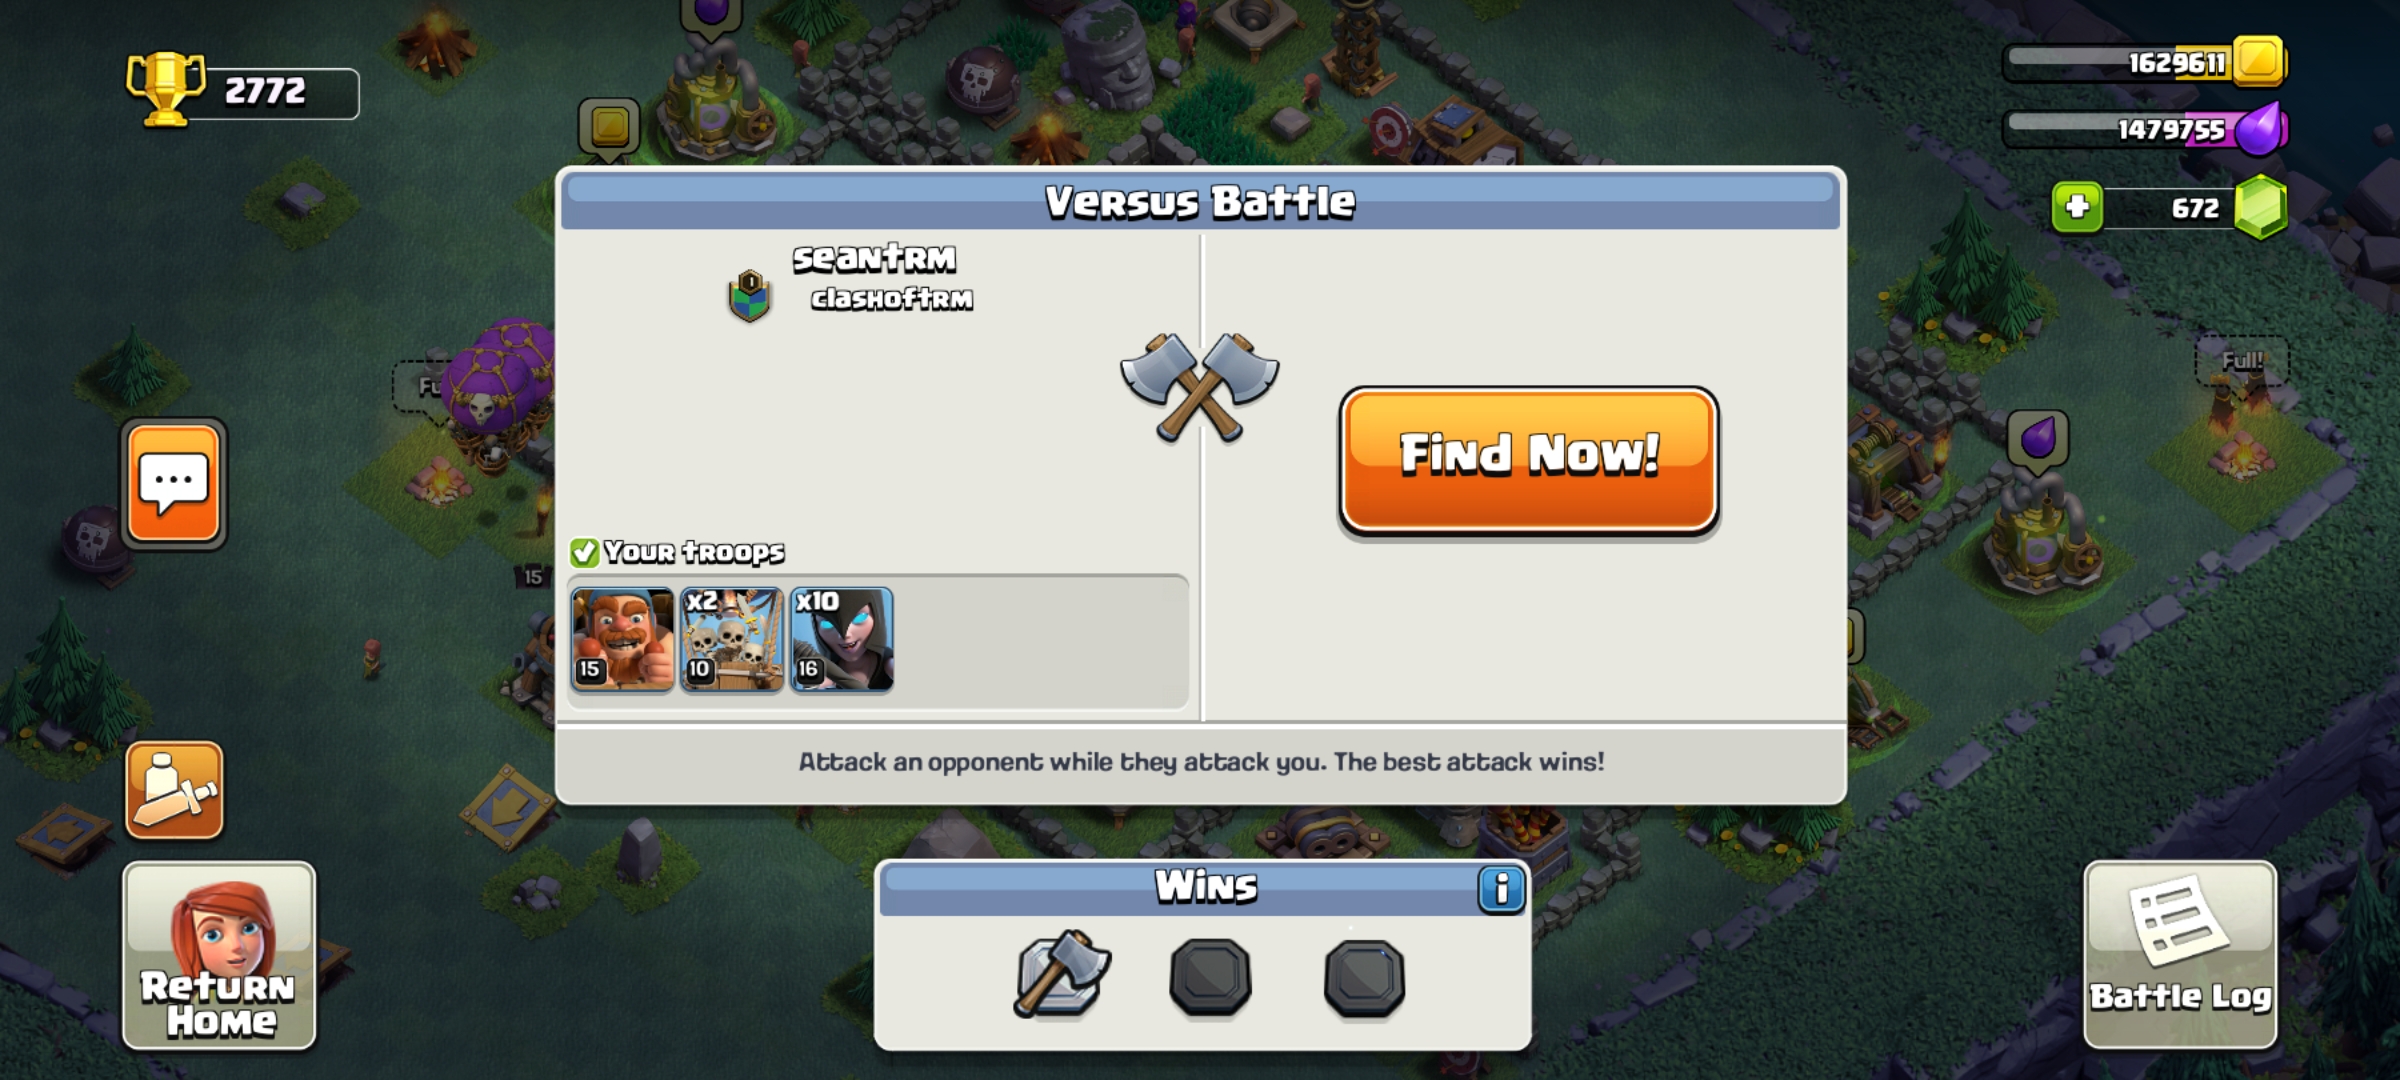 2772
1629611
1479755
672
Versus Battle
seantrm
1
clashoftrm
Find Now!
Full!
15
Your troops
x2
x10
15
10
16
Attack an opponent while they attack you. The best attack wins!
Wins
i
Return
Home
Battle Log